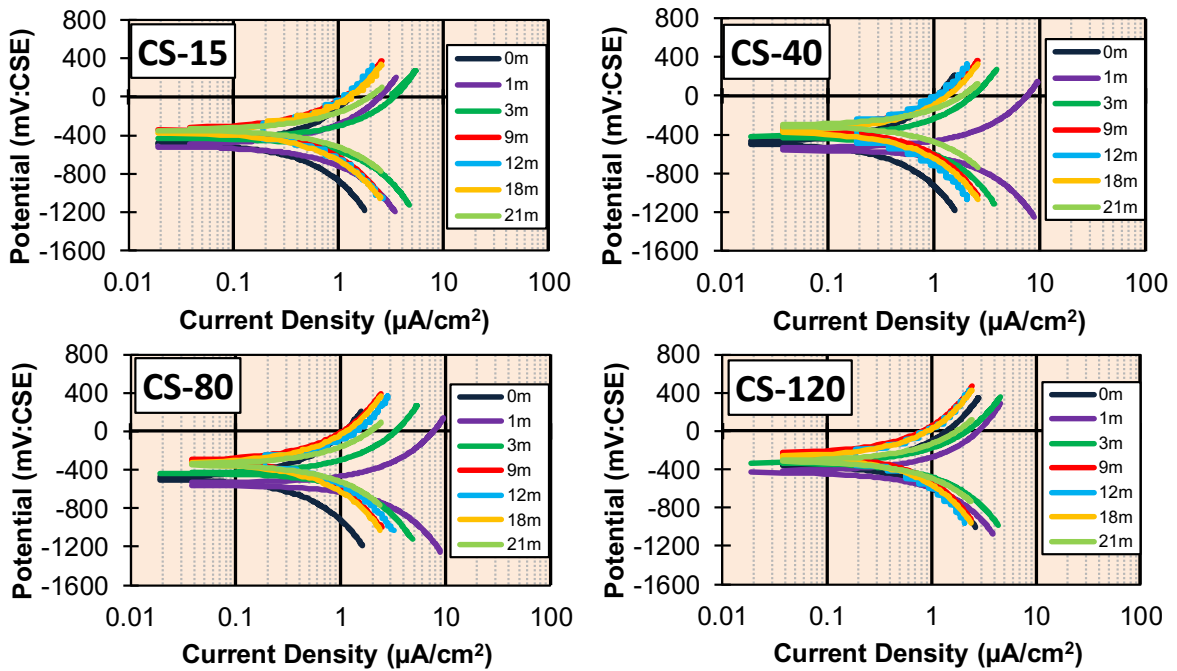 CS-15
Potential (mV:CSE)
800
400
0
-400
-800
-1200
-1600
0.01 0.1 1 10 100
Current Density (µA/cm²)
0m
1m
3m
9m
12m
18m
21m
CS-40
Potential (mV:CSE)
800
400
0
-400
-800
-1200
-1600
0.01 0.1 1 10 100
Current Density (µA/cm²)
0m
1m
3m
9m
12m
18m
21m
CS-80
Potential (mV:CSE)
800
400
0
-400
-800
-1200
-1600
0.01 0.1 1 10 100
Current Density (µA/cm²)
0m
1m
3m
9m
12m
18m
21m
CS-120
Potential (mV:CSE)
800
400
0
-400
-800
-1200
-1600
0.01 0.1 1 10 100
Current Density (µA/cm²)
0m
1m
3m
9m
12m
18m
21m